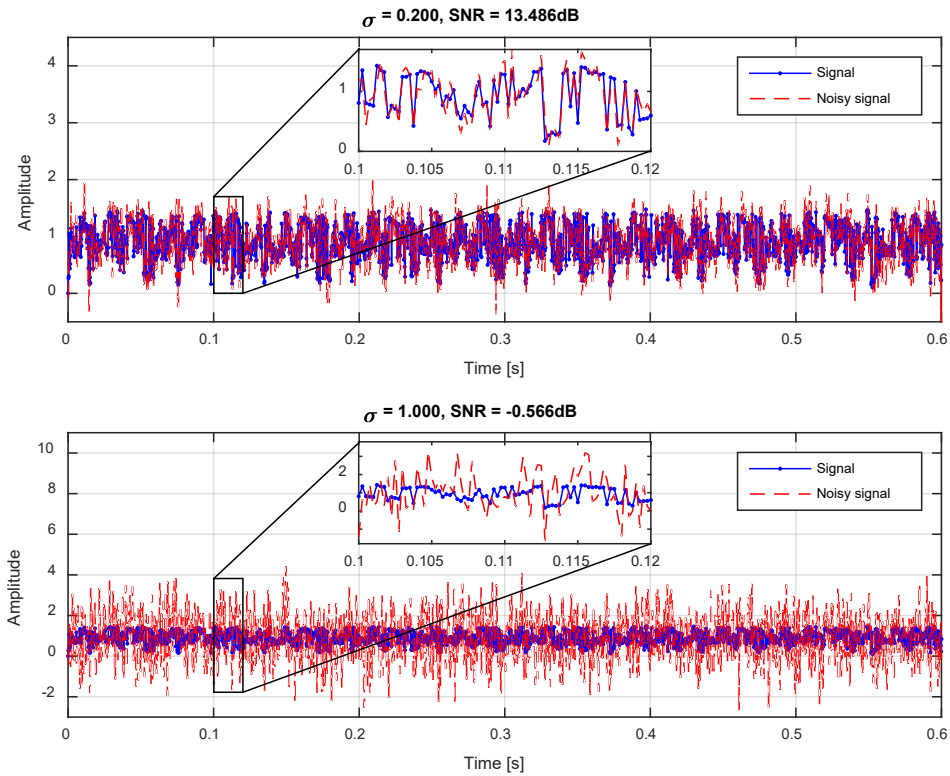 σ = 0.200, SNR = 13.486dB
4
3
2
1
0
Amplitude
1
0
0.1 0.105 0.11 0.115 0.12
Signal
Noisy signal
0 0.1 0.2 0.3 0.4 0.5 0.6
Time [s]
σ = 1.000, SNR = -0.566dB
10
8
6
4
2
0
-2
Amplitude
2
0
0.1 0.105 0.11 0.115 0.12
Signal
Noisy signal
0 0.1 0.2 0.3 0.4 0.5 0.6
Time [s]